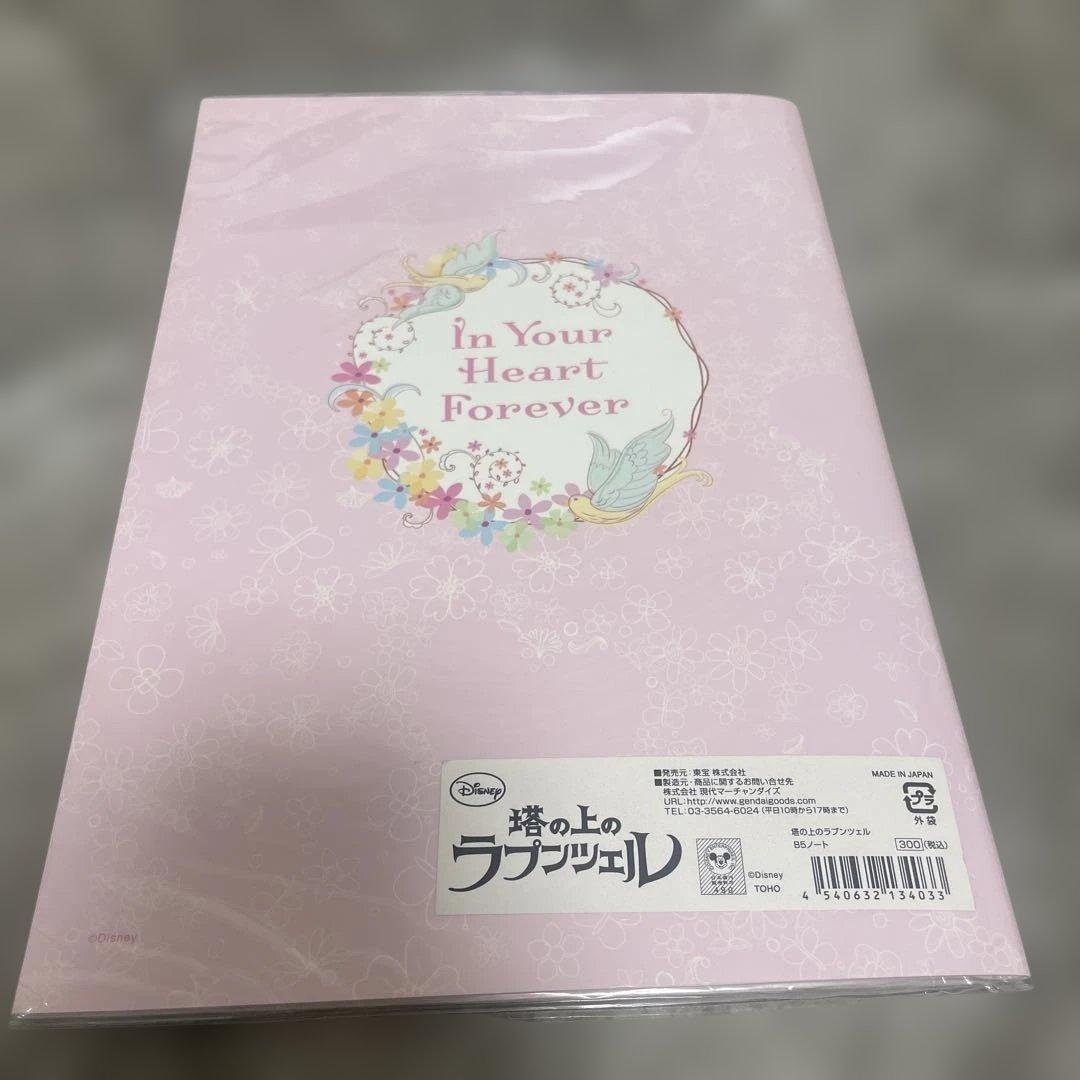 In Your
Heart
Forever
Disney
塔の上の
ラプンツェル
■発売元:東宝 株式会社
■製造元・商品に関するお問い合せ先
株式会社 現代マーチャンダイズ
URL:http://www.gendaigoods.com
TEL:03-3564-6024 (平日10時から17時まで)
©Disney
TOHO
MADE IN JAPAN
プラ
外袋
塔の上のラプンツェル
B5ノート
300 (税込)
4 540632 134033
©Disney